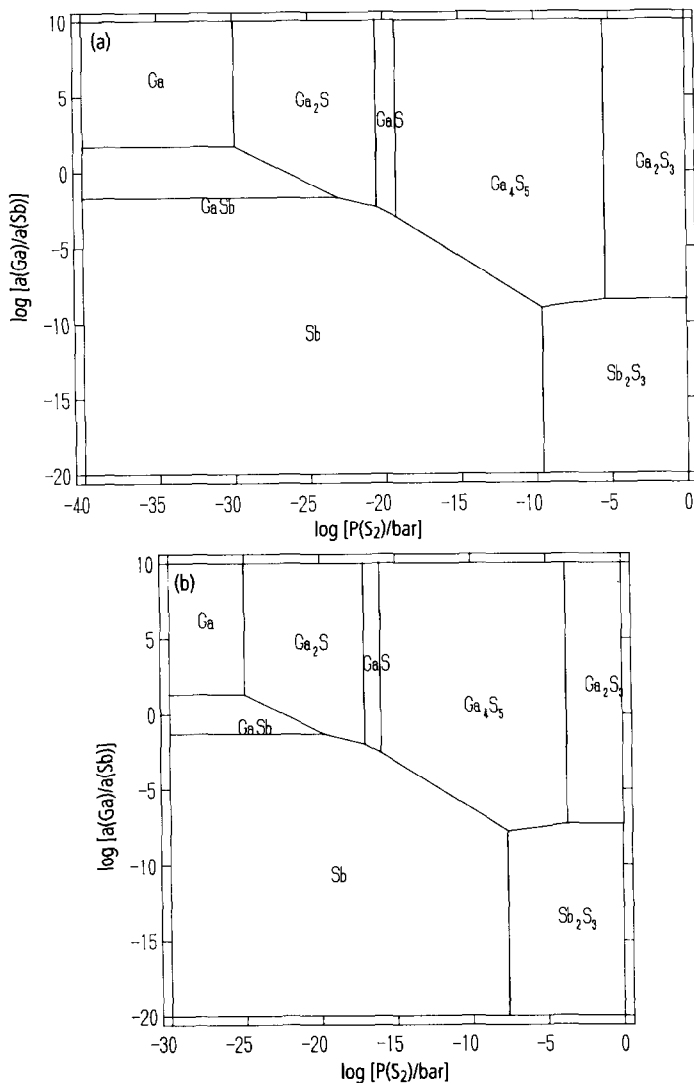 (a)
10
Ga
Ga₂S
GaS
Ga₂S₃
5
Ga₄S₅
0
GaSb
-5
log [a(Ga)/a(Sb)]
-10
Sb
Sb₂S₃
-15
-20
-40 -35 -30 -25 -20 -15 -10 -5 0
log [P(S₂)/bar]
(b)
10
Ga
Ga₂S
GaS
Ga₂S₃
5
Ga₄S₅
0
GaSb
-5
log [a(Ga)/a(Sb)]
-10
Sb
Sb₂S₃
-15
-20
-30 -25 -20 -15 -10 -5 0
log [P(S₂)/bar]